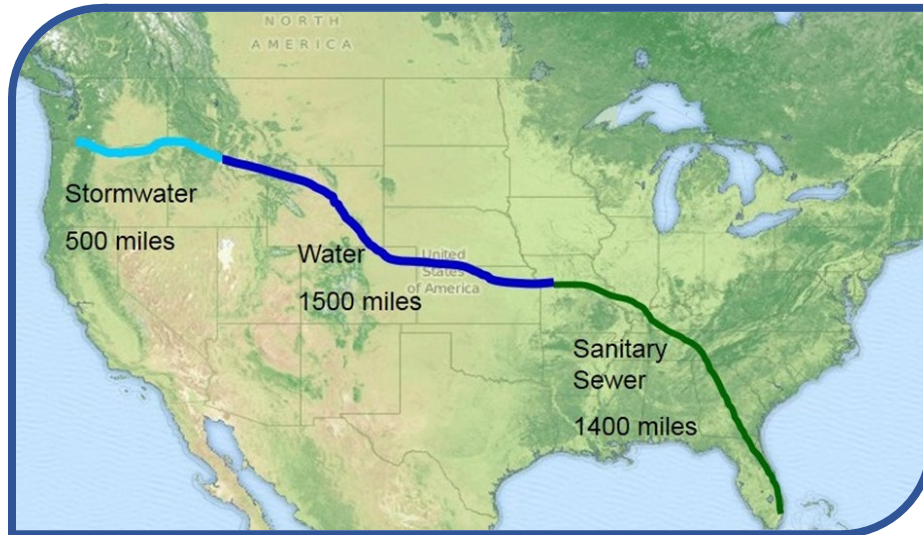 NORTH
AMERICA
Stormwater
500 miles
Water
1500 miles
United
States
of America
Sanitary
Sewer
1400 miles